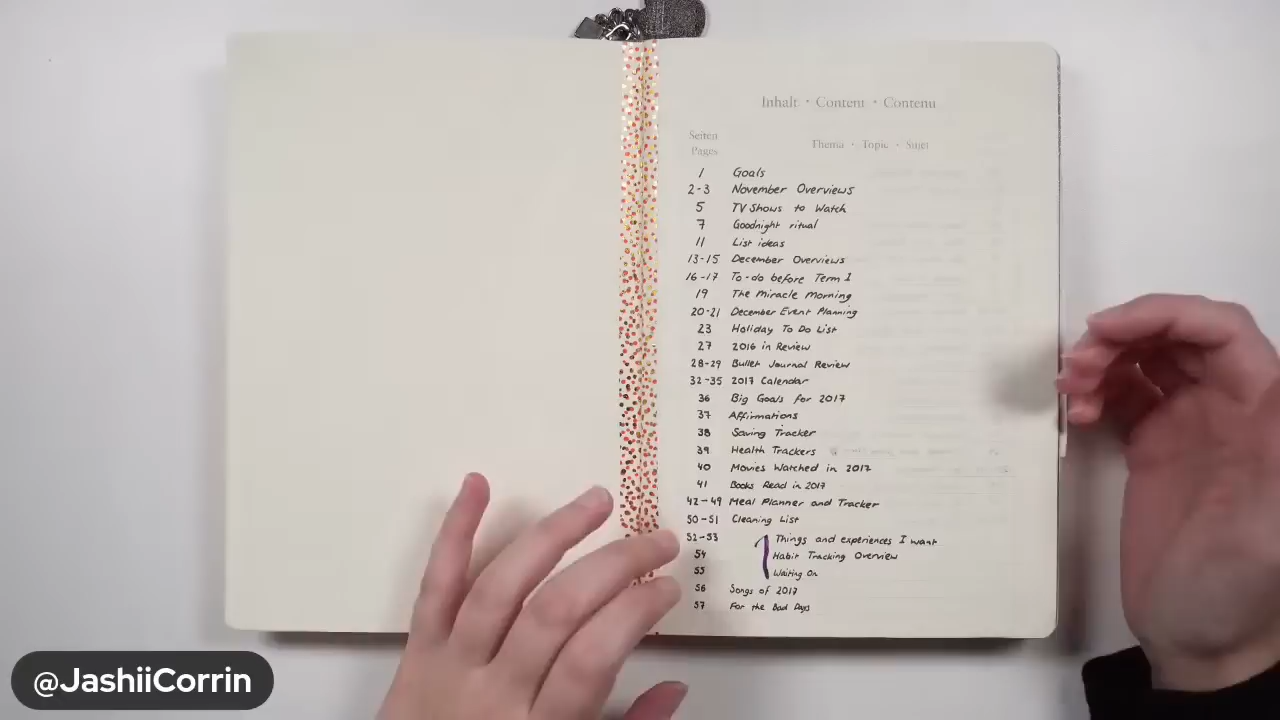 Inhalt · Content · Contenu
Seiten
Pages
Thema · Topic · Sujet
1 Goals
2-3 November Overviews
5 TV Shows to Watch
7 Goodnight ritual
11 List ideas
13-15 December Overviews
16-17 To-do before Term 1
19 The Miracle Morning
20-21 December Event Planning
23 Holiday To Do List
27 2016 in Review
28-29 Bullet Journal Review
32-35 2017 Calendar
36 Big Goals for 2017
37 Affirmations
38 Saving Tracker
39 Health Trackers
40 Movies Watched in 2017
41 Books Read in 2017
42-49 Meal Planner and Tracker
50-51 Cleaning List
52-53 Things and experiences I want
54 Habit Tracking Overview
55 Waiting On
56 Songs of 2017
57 For the Bad Days
@JashiiCorrin